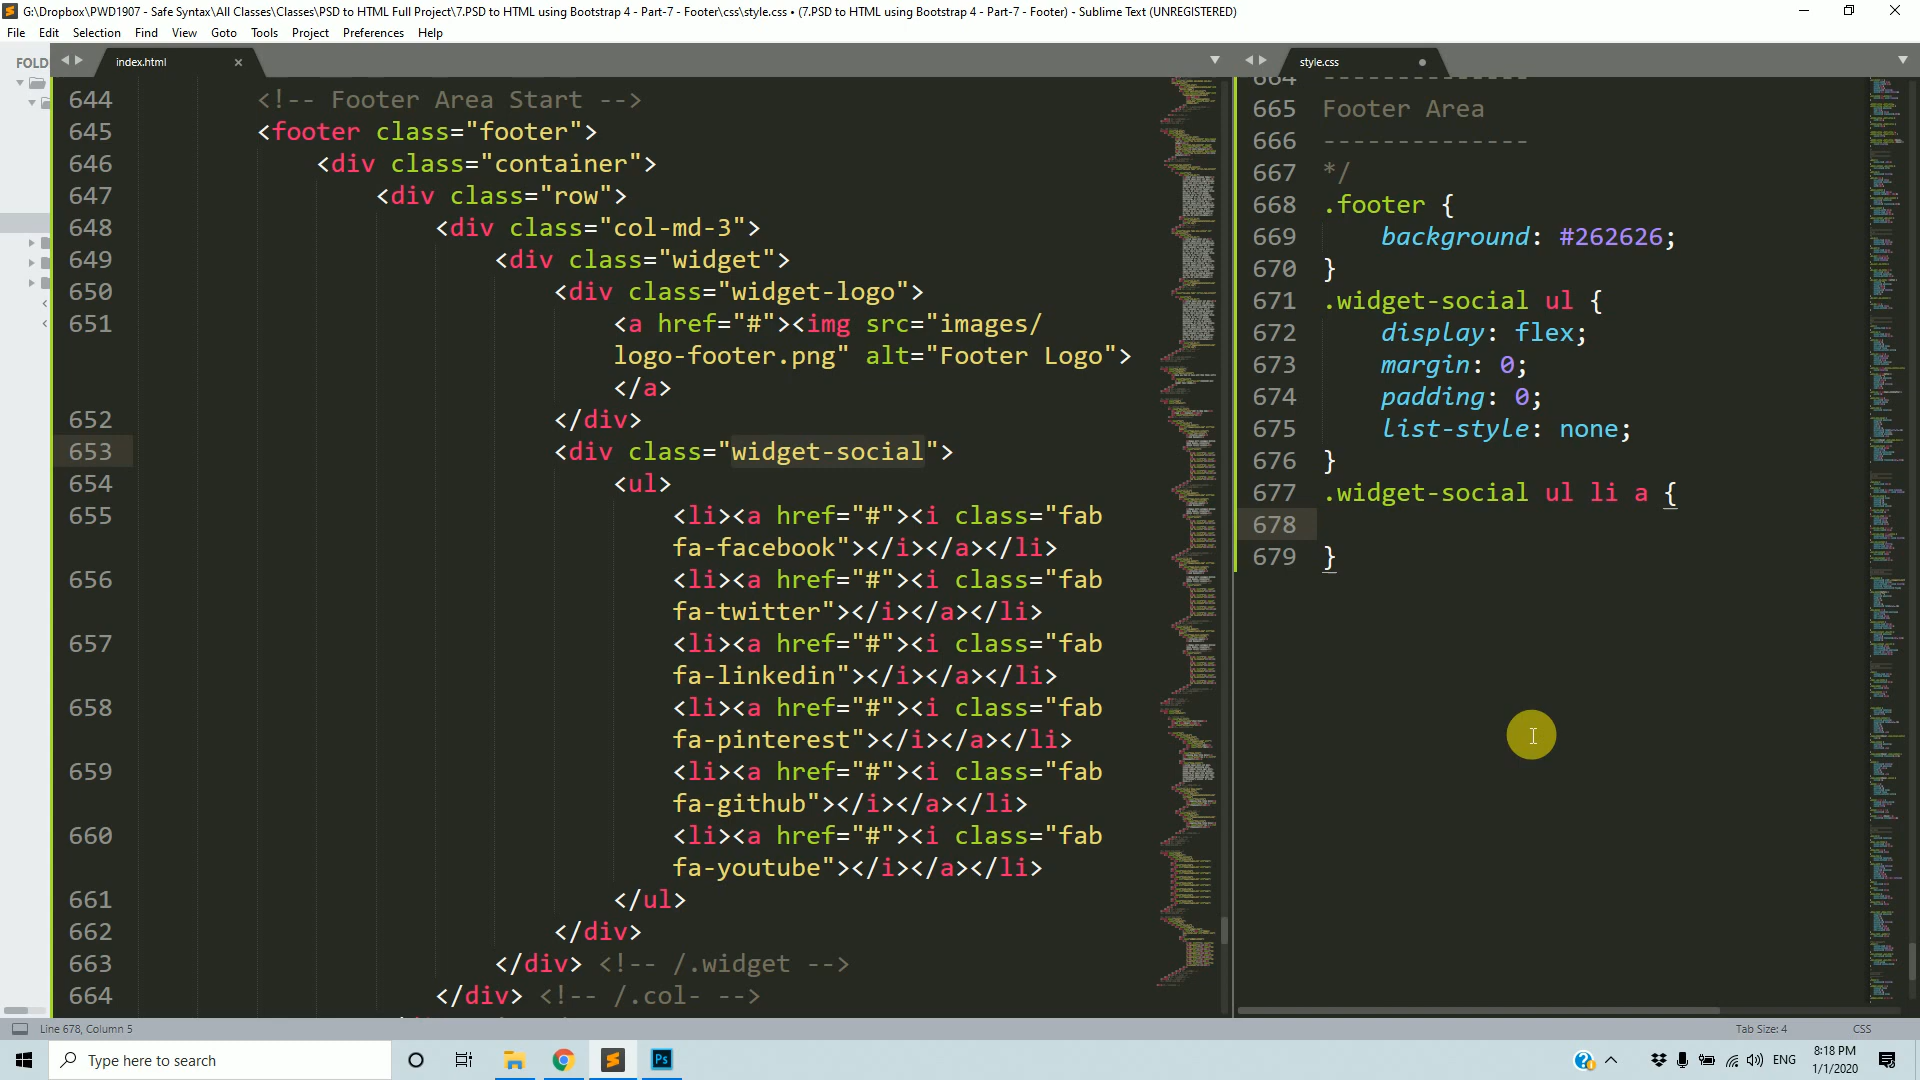 G:\Dropbox\PWD1907 - Safe Syntax\All Classes\Classes\PSD to HTML Full Project\7.PSD to HTML using Bootstrap 4 - Part-7 - Footer\css\style.css • (7.PSD to HTML using Bootstrap 4 - Part-7 - Footer) - Sublime Text (UNREGISTERED)
File Edit Selection Find View Goto Tools Project Preferences Help
FOLD
index.html
644 <!-- Footer Area Start -->
645 <footer class="footer">
646 <div class="container">
647 <div class="row">
648 <div class="col-md-3">
649 <div class="widget">
650 <div class="widget-logo">
651 <a href="#"><img src="images/
logo-footer.png" alt="Footer Logo">
</a>
652 </div>
653 <div class="widget-social">
654 <ul>
655 <li><a href="#"><i class="fab
fa-facebook"></i></a></li>
656 <li><a href="#"><i class="fab
fa-twitter"></i></a></li>
657 <li><a href="#"><i class="fab
fa-linkedin"></i></a></li>
658 <li><a href="#"><i class="fab
fa-pinterest"></i></a></li>
659 <li><a href="#"><i class="fab
fa-github"></i></a></li>
660 <li><a href="#"><i class="fab
fa-youtube"></i></a></li>
661 </ul>
662 </div>
663 </div> <!-- /.widget -->
664 </div> <!-- /.col- -->
style.css
664 --------------
665 Footer Area
666 --------------
667 */
668 .footer {
669 background: #262626;
670 }
671 .widget-social ul {
672 display: flex;
673 margin: 0;
674 padding: 0;
675 list-style: none;
676 }
677 .widget-social ul li a {
678
679 }
Line 678, Column 5
Tab Size: 4
CSS
Type here to search
Ps
ENG
8:18 PM
1/1/2020